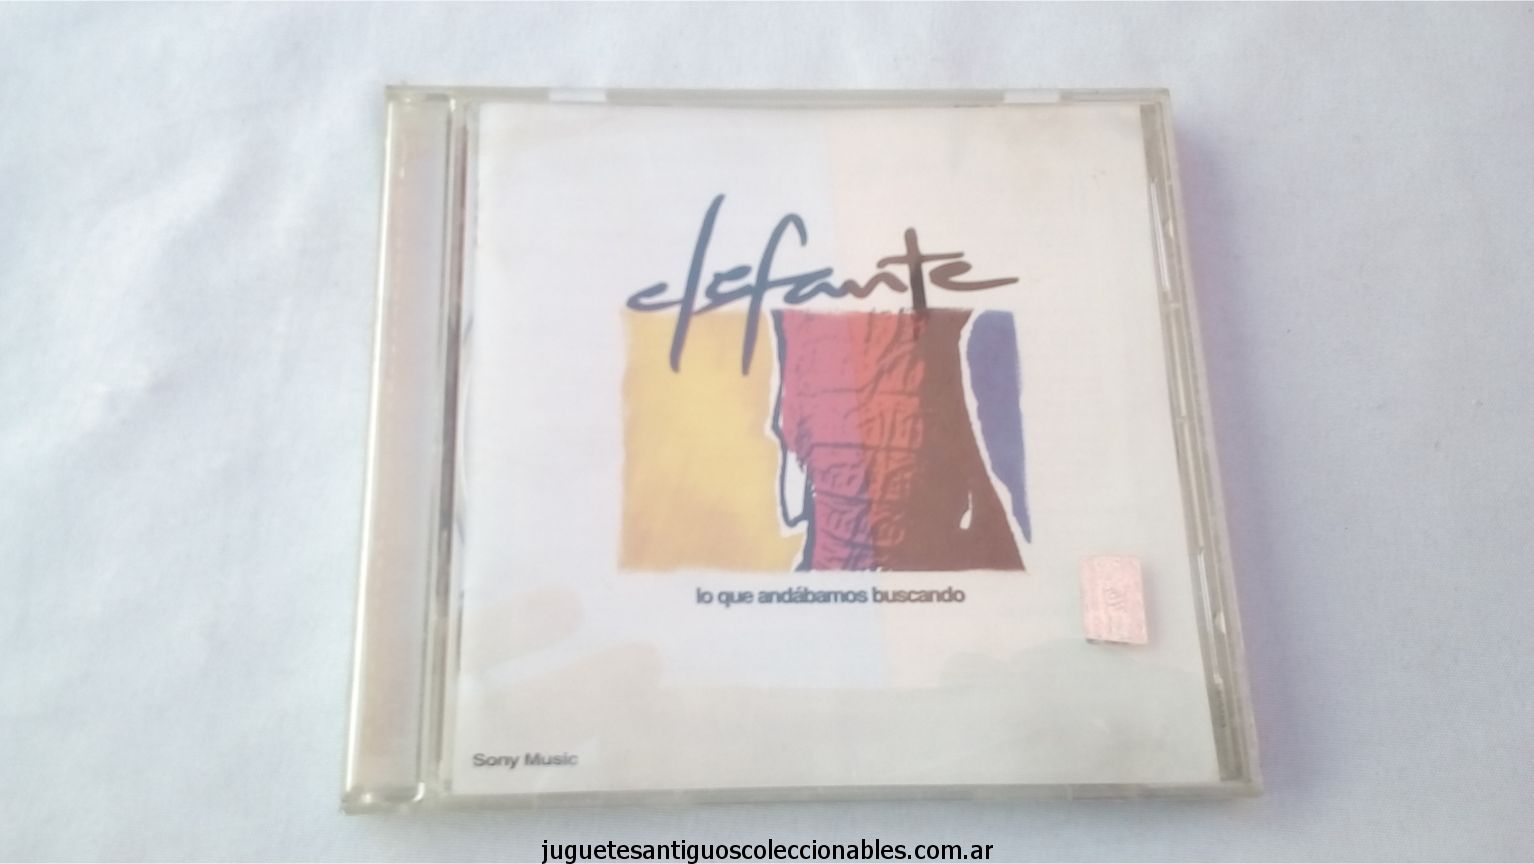 elefante
lo que andábamos buscando
Sony Music
juguetesantiguoscoleccionables.com.ar